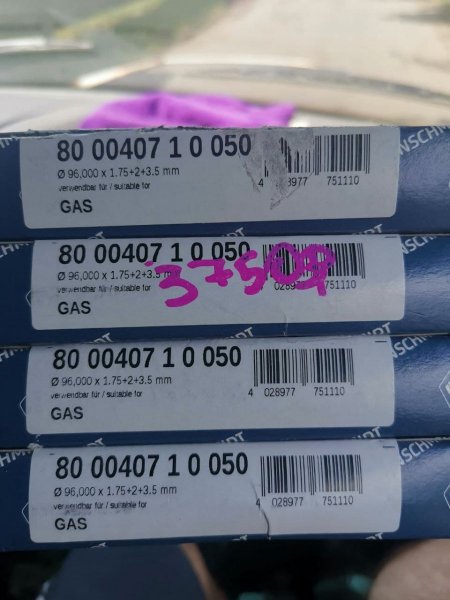 80 00407 1 0 050
Ø 96,000 x 1.75+2+3.5 mm
verwendbar für / suitable for
GAS
4 028977 751110
80 00407 1 0 050
Ø 96,000 x 1.75+2+3.5 mm
verwendbar für / suitable for
GAS
028977 751110
80 00407 1 0 050
Ø 96,000 x 1.75+2+3.5 mm
verwendbar für / suitable for
GAS
4 028977 751110
80 00407 1 0 050
Ø 96,000 x 1.75+2+3.5 mm
verwendbar für / suitable for
GAS
4 028977 751110